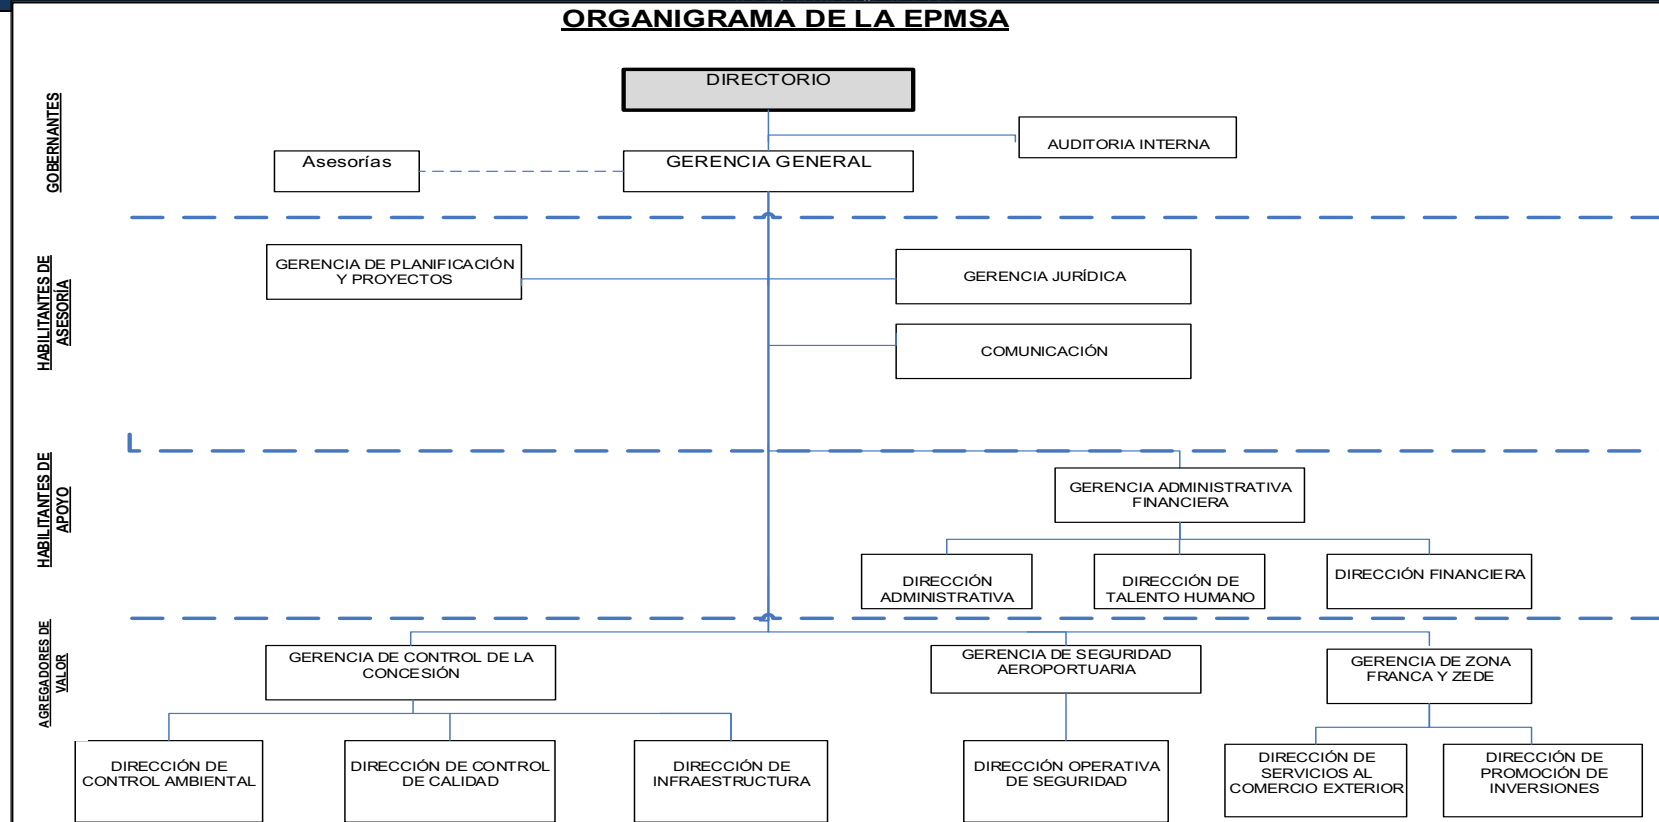 ORGANIGRAMA DE LA EPMSA
GOBERNANTES
DIRECTORIO
AUDITORIA INTERNA
Asesorías
GERENCIA GENERAL
HABILITANTES DE
ASESORÍA
GERENCIA DE PLANIFICACIÓN
Y PROYECTOS
GERENCIA JURÍDICA
COMUNICACIÓN
HABILITANTES DE
APOYO
GERENCIA ADMINISTRATIVA
FINANCIERA
DIRECCIÓN
ADMINISTRATIVA
DIRECCIÓN DE
TALENTO HUMANO
DIRECCIÓN FINANCIERA
AGREGADORES DE
VALOR
GERENCIA DE CONTROL DE LA
CONCESIÓN
GERENCIA DE SEGURIDAD
AEROPORTUARIA
GERENCIA DE ZONA
FRANCA Y ZEDE
DIRECCIÓN DE
CONTROL AMBIENTAL
DIRECCIÓN DE CONTROL
DE CALIDAD
DIRECCIÓN DE
INFRAESTRUCTURA
DIRECCIÓN OPERATIVA
DE SEGURIDAD
DIRECCIÓN DE
SERVICIOS AL
COMERCIO EXTERIOR
DIRECCIÓN DE
PROMOCIÓN DE
INVERSIONES